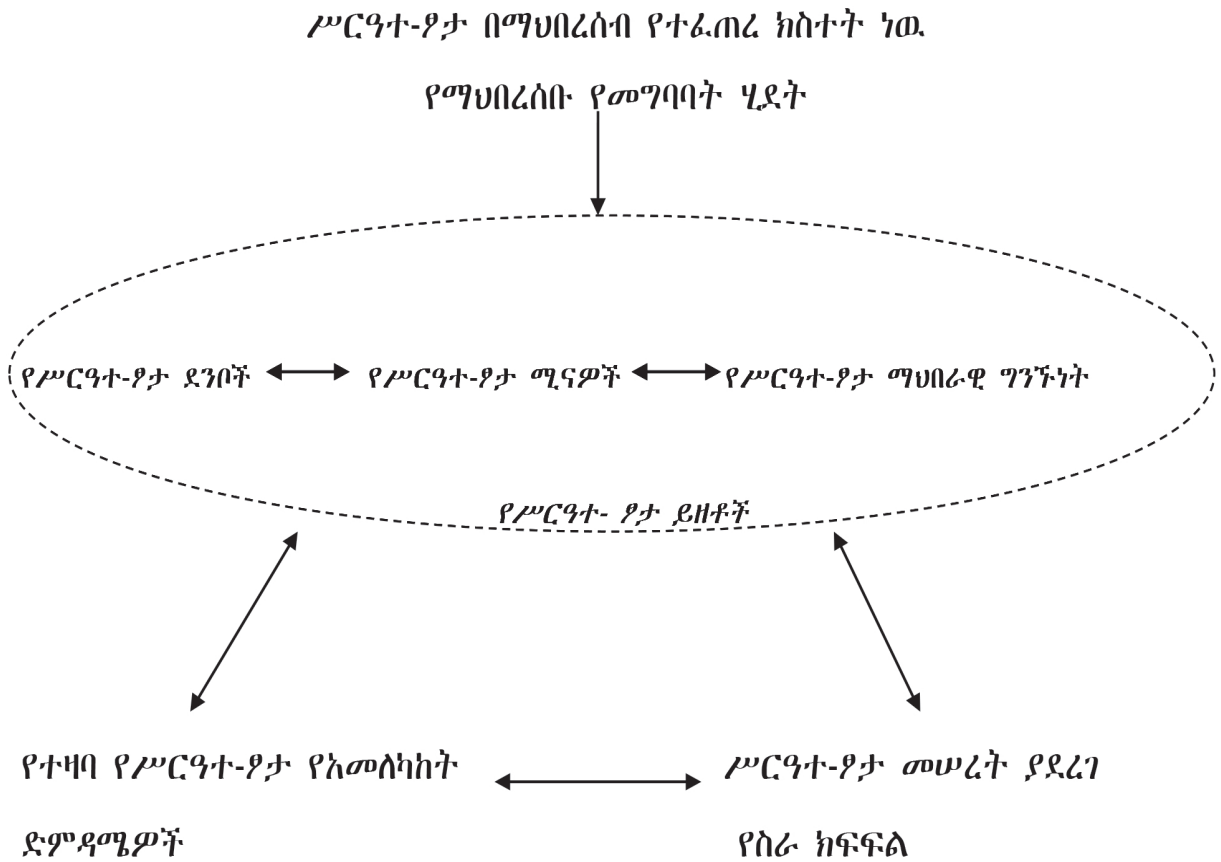 ሥርዓተ-ፆታ በማህበረሰብ የተፈጠረ ክስተት ነዉ
የማህበረሰቡ የመግባባት ሂደት
የሥርዓተ-ፆታ ደንቦች የሥርዓተ-ፆታ ሚናዎች የሥርዓተ-ፆታ ማህበራዊ ግንኙነት
የሥርዓተ- ፆታ ይዘቶች
የተዛባ የሥርዓተ-ፆታ የአመለካከት ሥርዓተ-ፆታ መሠረት ያደረገ
ድምዳሜዎች የስራ ክፍፍል